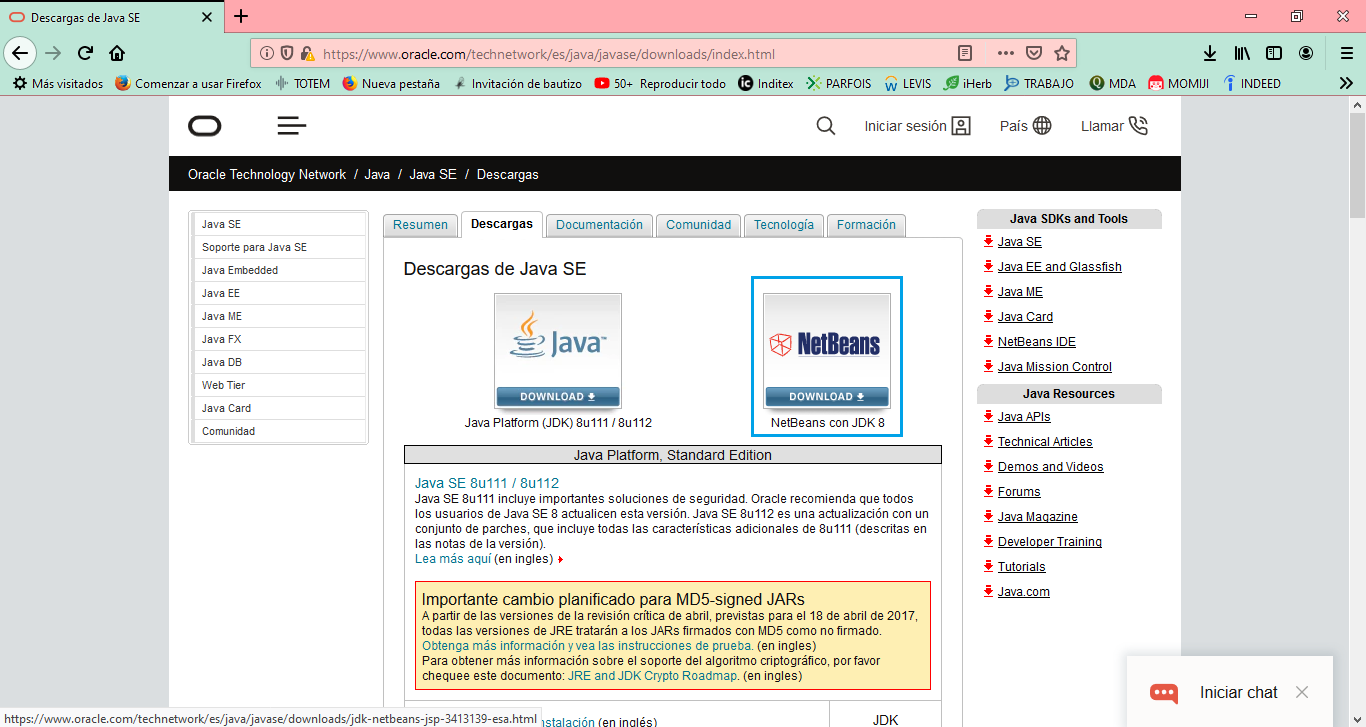 Descargas de Java SE
https://www.oracle.com/technetwork/es/java/javase/downloads/index.html
Más visitados
Comenzar a usar Firefox
TOTEM
Nueva pestaña
Invitación de bautizo
50+ Reproducir todo
Inditex
PARFOIS
LEVIS
iHerb
TRABAJO
MDA
MOMIJI
INDEED
Iniciar sesión
País
Llamar
Oracle Technology Network / Java / Java SE / Descargas
Java SE
Soporte para Java SE
Java Embedded
Java EE
Java ME
Java FX
Java DB
Web Tier
Java Card
Comunidad
Resumen
Descargas
Documentación
Comunidad
Tecnología
Formación
Descargas de Java SE
Java™
DOWNLOAD
Java Platform (JDK) 8u111 / 8u112
NetBeans
DOWNLOAD
NetBeans con JDK 8
Java Platform, Standard Edition
Java SE 8u111 / 8u112
Java SE 8u111 incluye importantes soluciones de seguridad. Oracle recomienda que todos
los usuarios de Java SE 8 actualicen esta versión. Java SE 8u112 es una actualización con un
conjunto de parches, que incluye todas las características adicionales de 8u111 (descritas en
las notas de la versión).
Lea más aquí (en ingles)
Importante cambio planificado para MD5-signed JARs
A partir de las versiones de la revisión crítica de abril, previstas para el 18 de abril de 2017,
todas las versiones de JRE tratarán a los JARs firmados con MD5 como no firmado.
Obtenga más información y vea las instrucciones de prueba. (en ingles)
Para obtener más información sobre el soporte del algoritmo criptográfico, por favor
chequee este documento: JRE and JDK Crypto Roadmap. (en ingles)
nstalación (en inglés)
JDK
Java SDKs and Tools
Java SE
Java EE and Glassfish
Java ME
Java Card
NetBeans IDE
Java Mission Control
Java Resources
Java APIs
Technical Articles
Demos and Videos
Forums
Java Magazine
Developer Training
Tutorials
Java.com
Iniciar chat
https://www.oracle.com/technetwork/es/java/javase/downloads/jdk-netbeans-jsp-3413139-esa.html